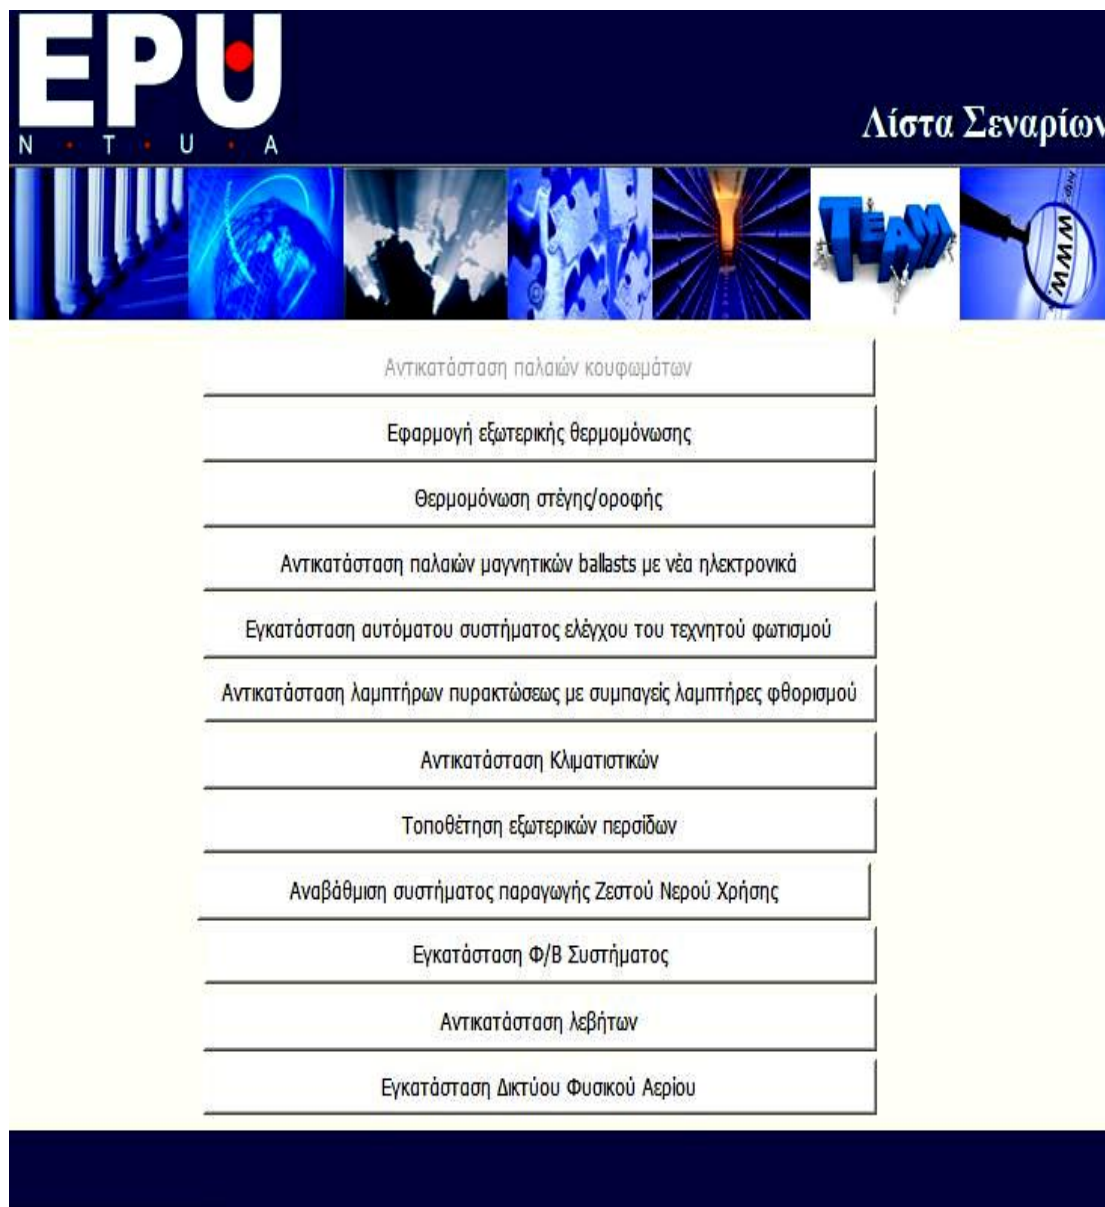 EPU
N · T · U · A
Λίστα Σεναρίων
TEAM
http:
www.
Αντικατάσταση παλαιών κουφωμάτων
Εφαρμογή εξωτερικής θερμομόνωσης
Θερμομόνωση στέγης/οροφής
Αντικατάσταση παλαιών μαγνητικών ballasts με νέα ηλεκτρονικά
Εγκατάσταση αυτόματου συστήματος ελέγχου του τεχνητού φωτισμού
Αντικατάσταση λαμπτήρων πυρακτώσεως με συμπαγείς λαμπτήρες φθορισμού
Αντικατάσταση Κλιματιστικών
Τοποθέτηση εξωτερικών περσίδων
Αναβάθμιση συστήματος παραγωγής Ζεστού Νερού Χρήσης
Εγκατάσταση Φ/Β Συστήματος
Αντικατάσταση λεβήτων
Εγκατάσταση Δικτύου Φυσικού Αερίου